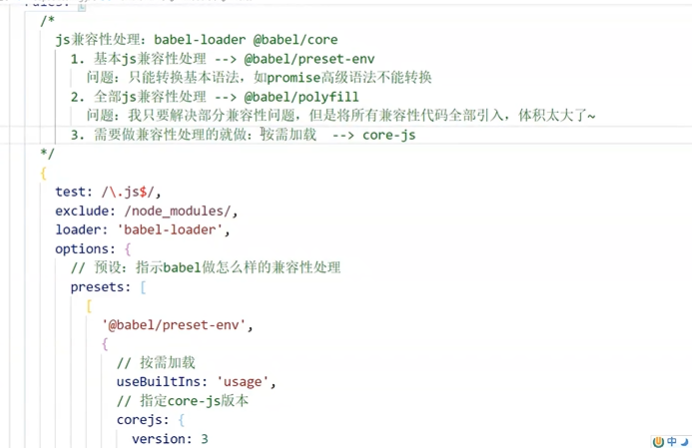 /*
js兼容性处理：babel-loader @babel/core
1. 基本js兼容性处理 --> @babel/preset-env
问题：只能转换基本语法，如promise高级语法不能转换
2. 全部js兼容性处理 --> @babel/polyfill
问题：我只要解决部分兼容性问题，但是将所有兼容性代码全部引入，体积太大了~
3. 需要做兼容性处理的就做：按需加载 --> core-js
*/
{
test: /\.js$/,
exclude: /node_modules/,
loader: 'babel-loader',
options: {
// 预设：指示babel做怎么样的兼容性处理
presets: [
[
'@babel/preset-env',
{
// 按需加载
useBuiltIns: 'usage',
// 指定core-js版本
corejs: {
version: 3
中